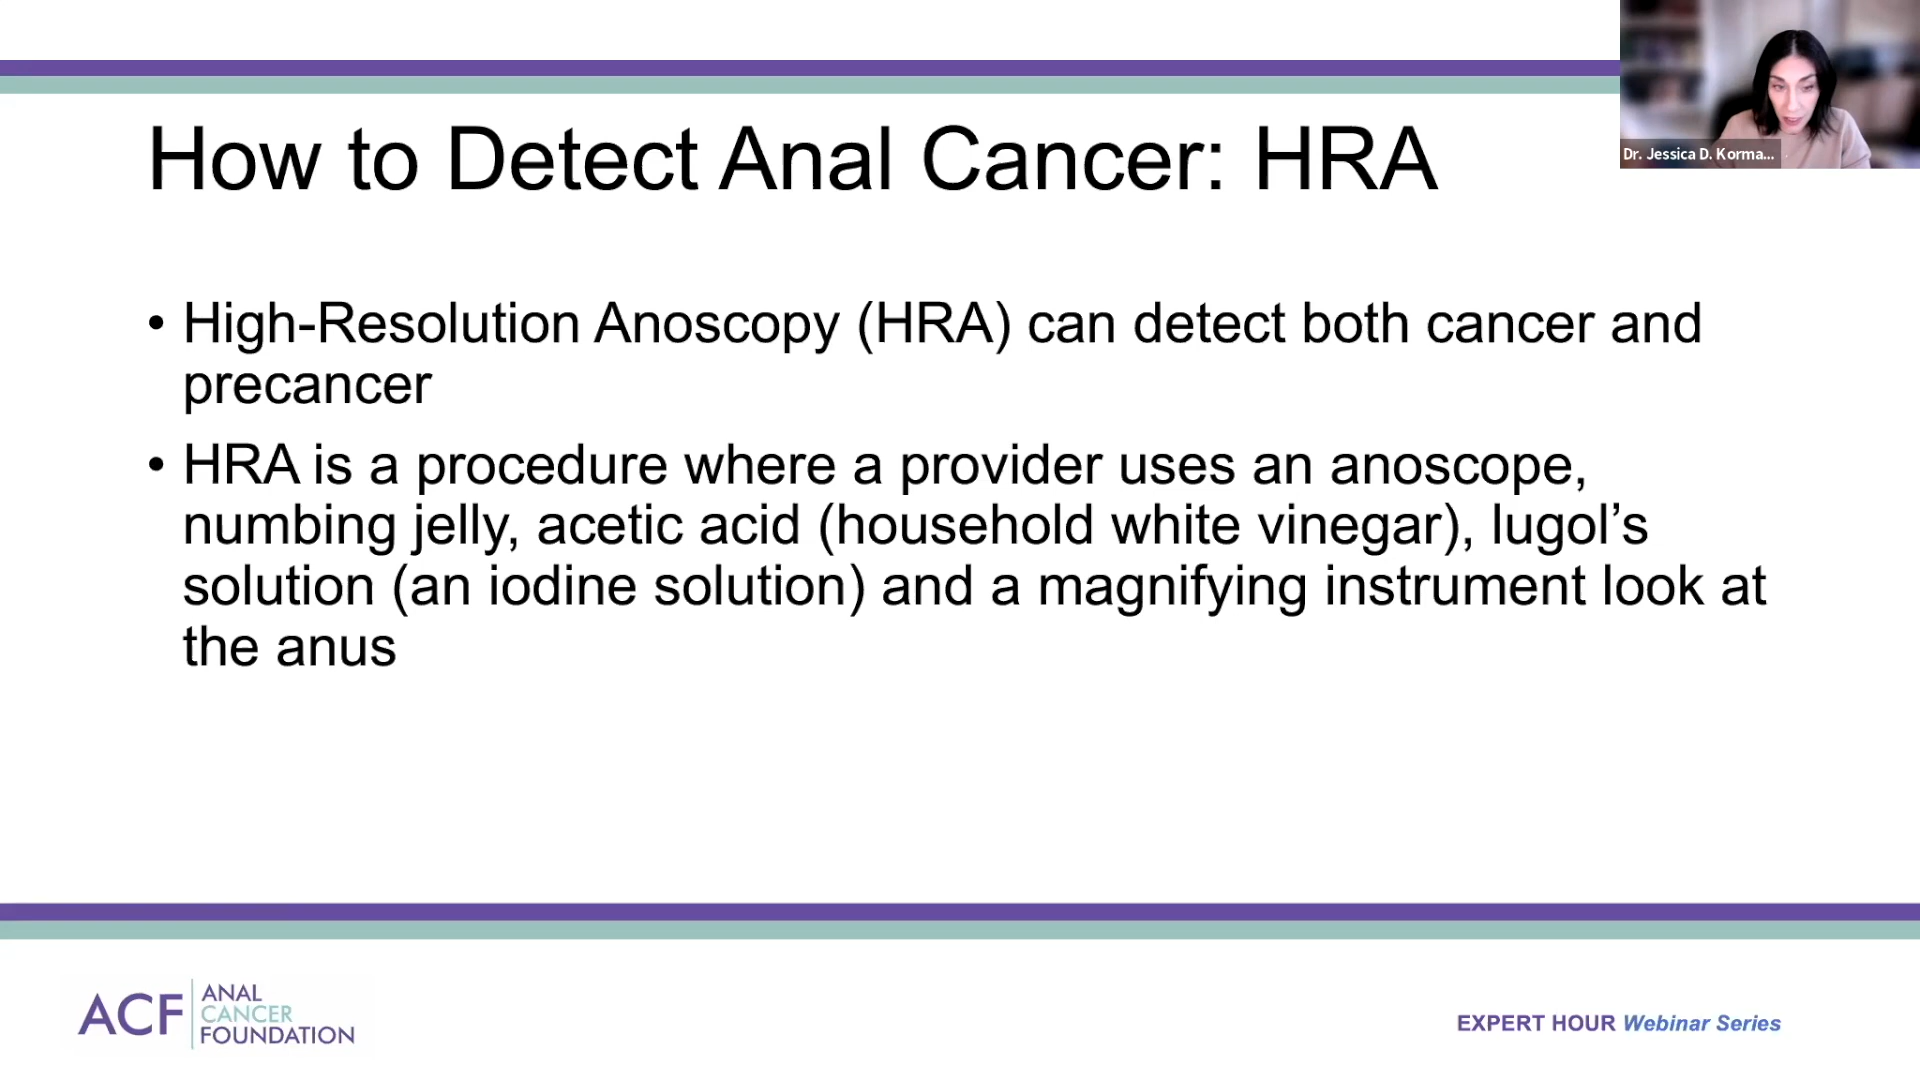 Dr. Jessica D. Korma...
How to Detect Anal Cancer: HRA
• High-Resolution Anoscopy (HRA) can detect both cancer and
precancer
• HRA is a procedure where a provider uses an anoscope,
numbing jelly, acetic acid (household white vinegar), lugol’s
solution (an iodine solution) and a magnifying instrument look at
the anus
ACF
ANAL
CANCER
FOUNDATION
EXPERT HOUR Webinar Series